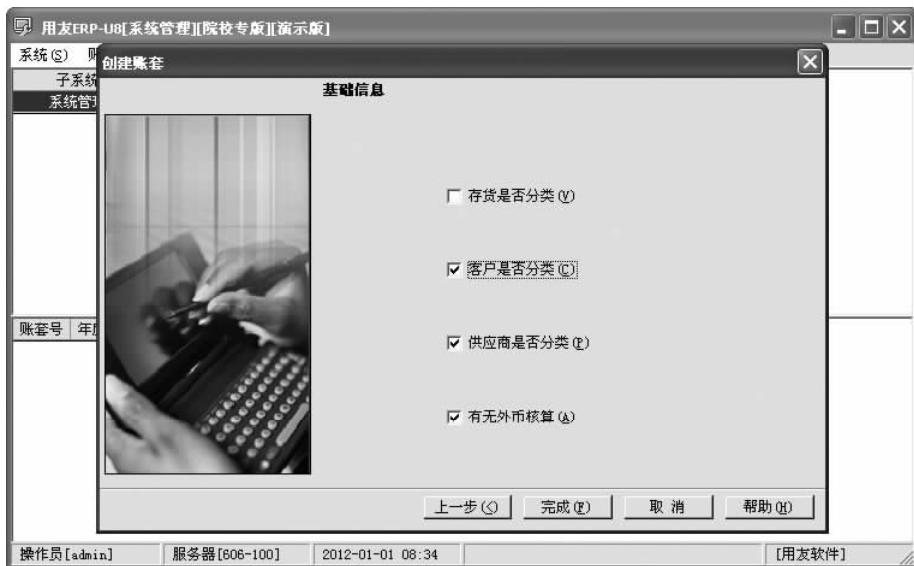 用友ERP-U8[系统管理][院校专版][演示版]
系统(S) 账
创建账套
子系统
系统管理
基础信息
存货是否分类(V)
客户是否分类(C)
供应商是否分类(P)
有无外币核算(A)
账套号 年度
上一步(<) 完成(F) 取 消 帮助(H)
操作员[admin] 服务器[606-100] 2012-01-01 08:34 [用友软件]